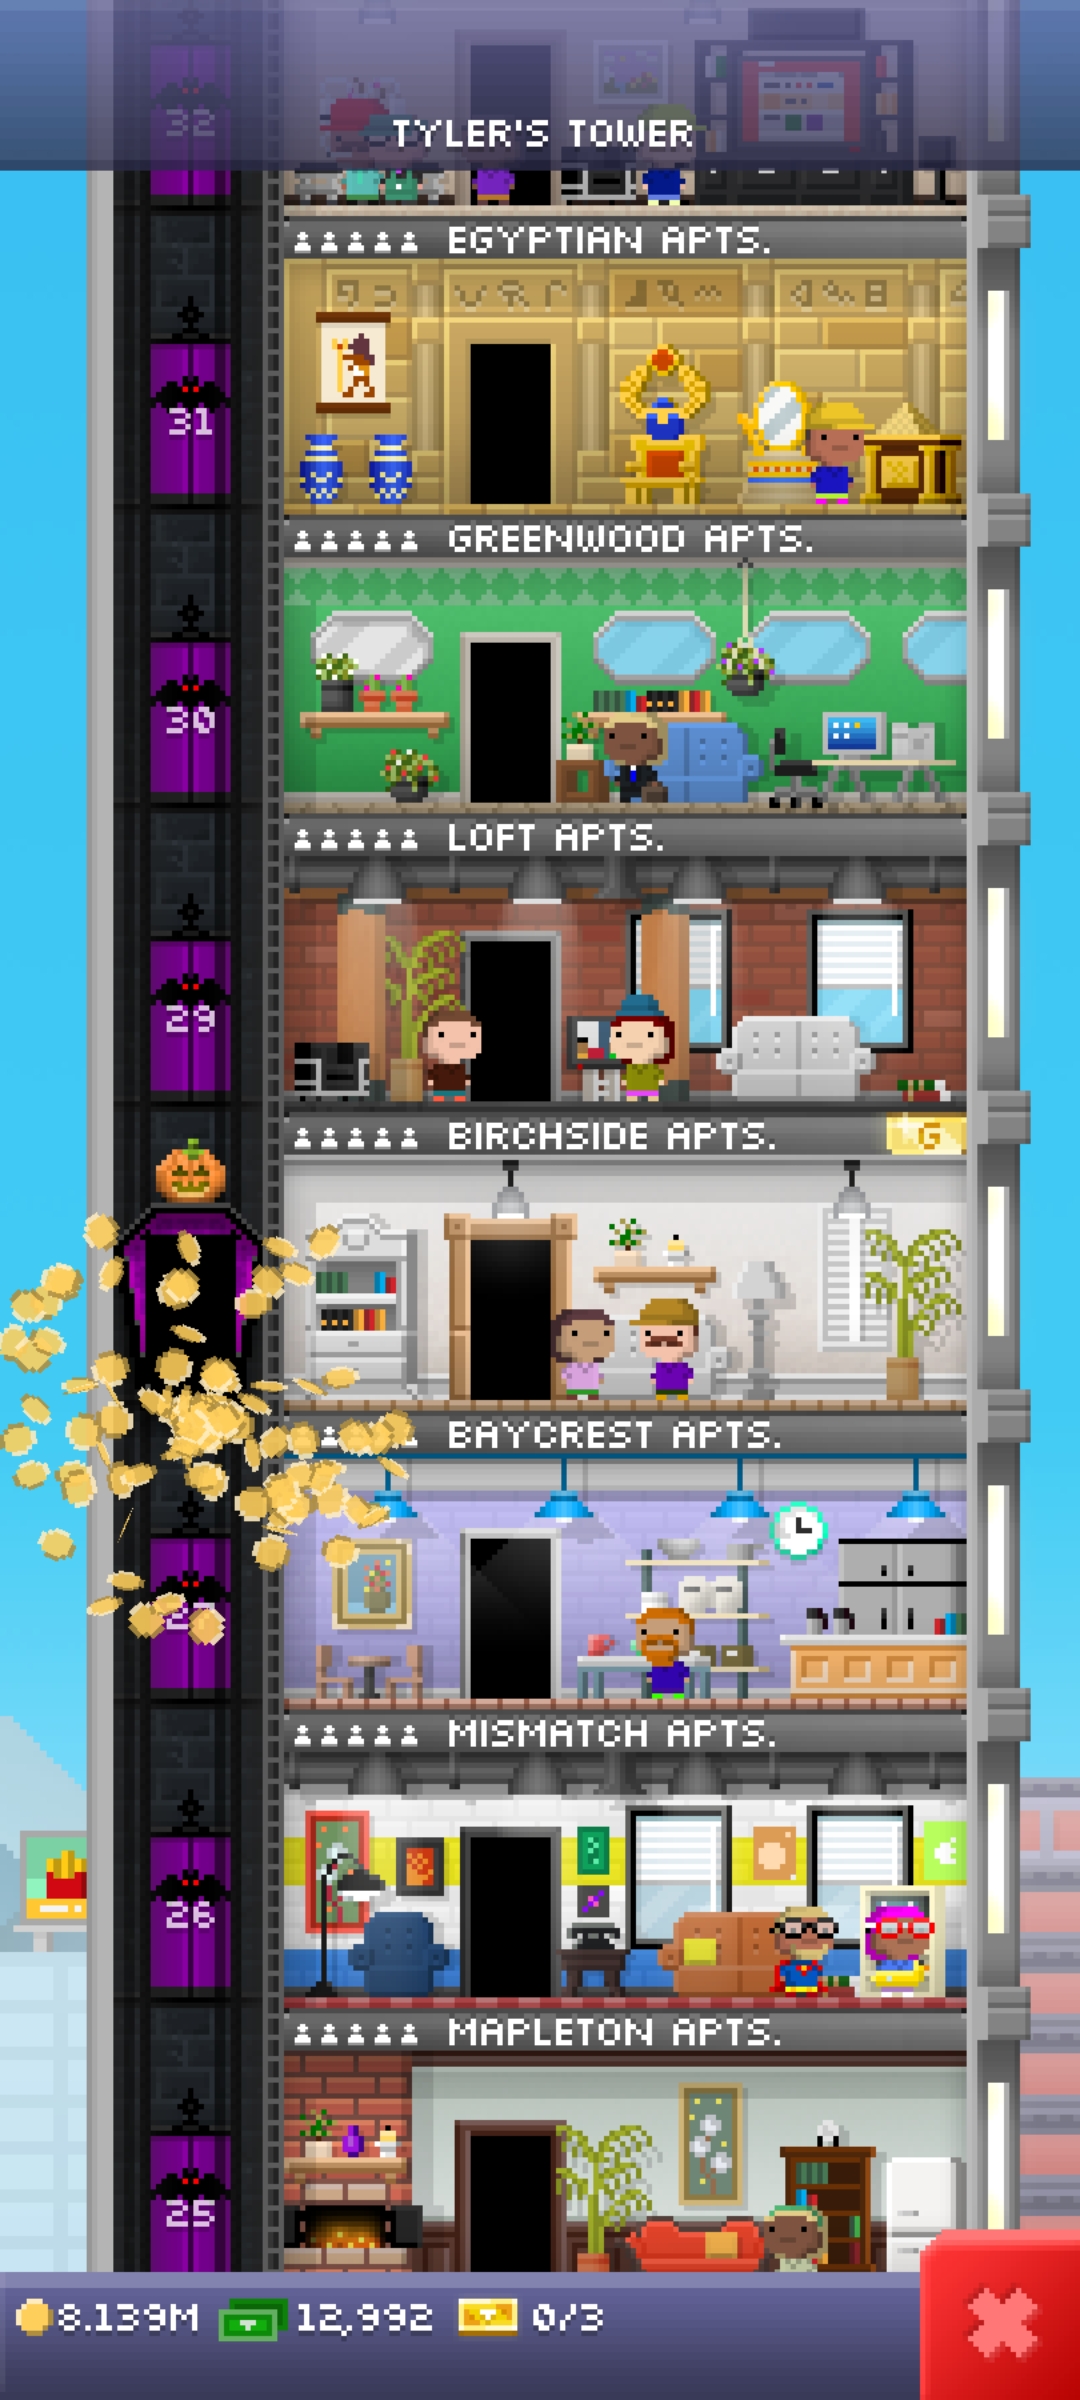 32
TYLER'S TOWER
EGYPTIAN APTS.
31
GREENWOOD APTS.
30
LOFT APTS.
29
BIRCHSIDE APTS.
G
BAYCREST APTS.
MISMATCH APTS.
26
MAPLETON APTS.
25
8.139M
12,992
0/3